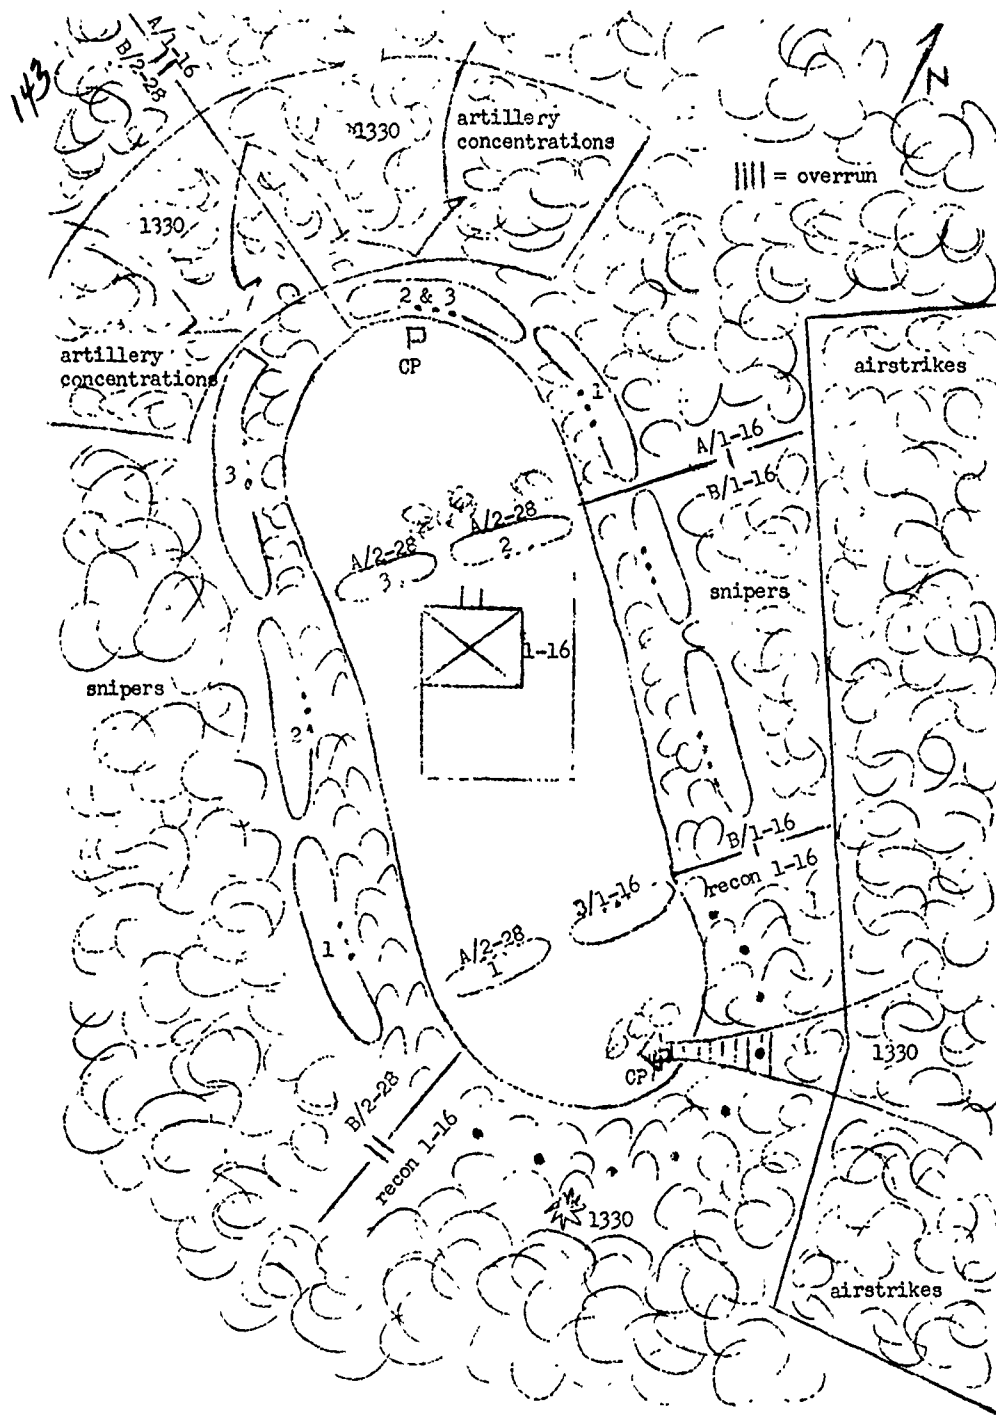 143
A/1-16
B/2-28
N
1330
artillery
concentrations
|||| = overrun
1330
2 & 3
CP
artillery
concentrations
airstrikes
1
A/1-16
B/1-16
3
A/2-28
2
A/2-28
3
snipers
1-16
snipers
2
B/1-16
recon 1-16
3/1-16
A/2-28
1
1
1330
CP
B/2-28
recon 1-16
1330
airstrikes